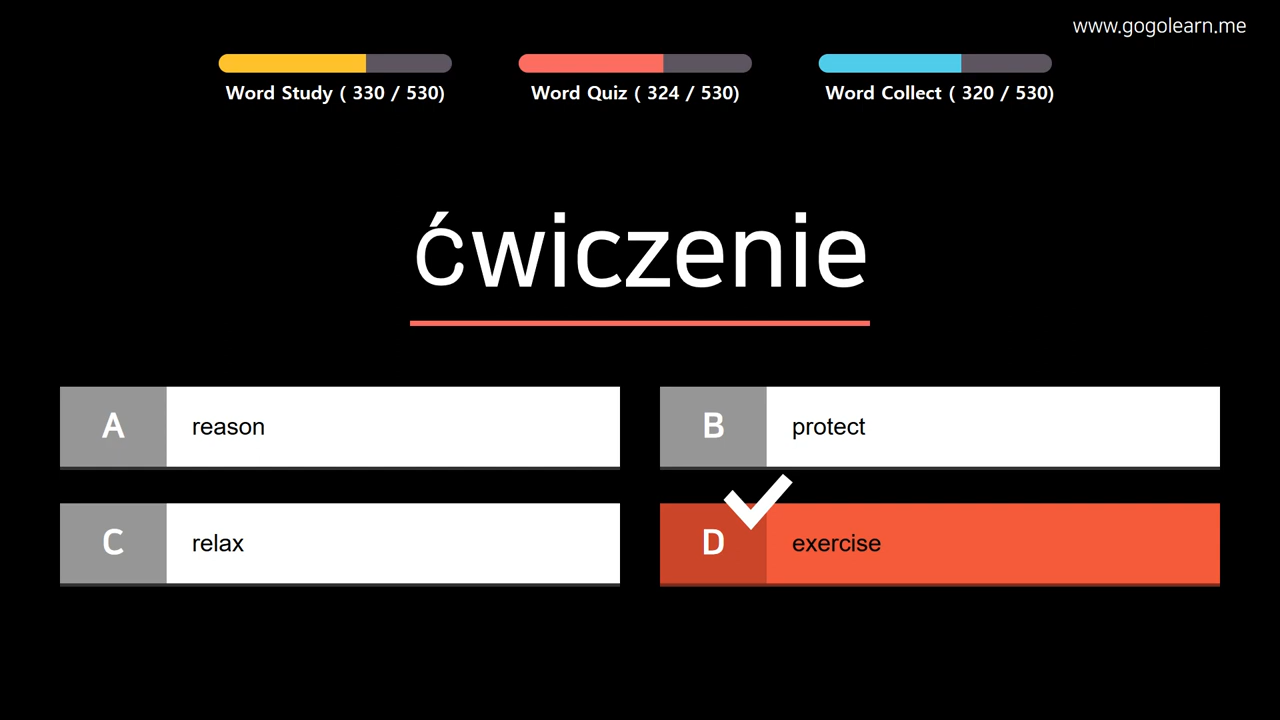 www.gogolearn.me
Word Study ( 330 / 530)
Word Quiz ( 324 / 530)
Word Collect ( 320 / 530)
ćwiczenie
A reason
B protect
C relax
D exercise